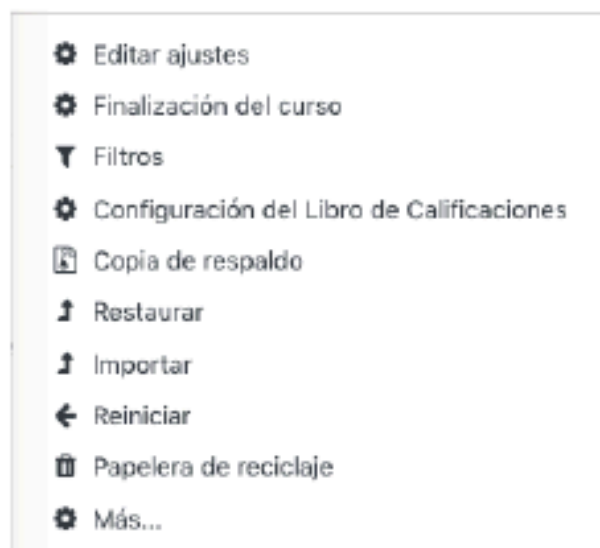 Editar ajustes
Finalización del curso
Filtros
Configuración del Libro de Calificaciones
Copia de respaldo
Restaurar
Importar
Reiniciar
Papelera de reciclaje
Más...